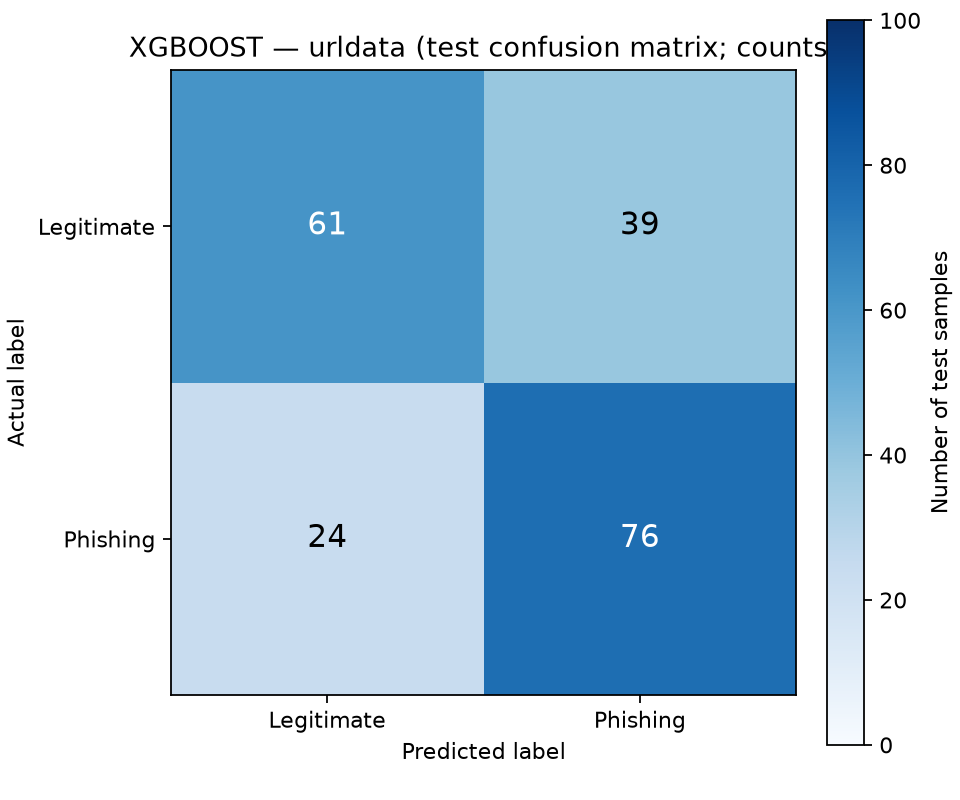 XGBOOST — urldata (test confusion matrix; counts
100
80
60
40
20
0
Number of test samples
Actual label
Legitimate
61
39
Phishing
24
76
Legitimate
Phishing
Predicted label